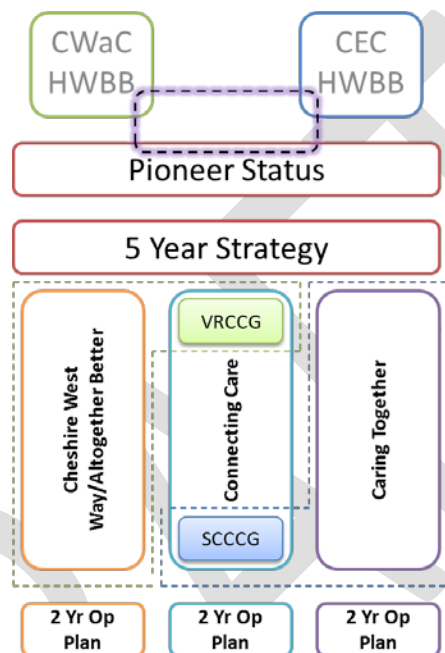 CWaC
HWBB
CEC
HWBB
Pioneer Status
5 Year Strategy
Cheshire West
Way/Altogether Better
VRCCG
Connecting Care
SCCCG
Caring Together
2 Yr Op
Plan
2 Yr Op
Plan
2 Yr Op
Plan